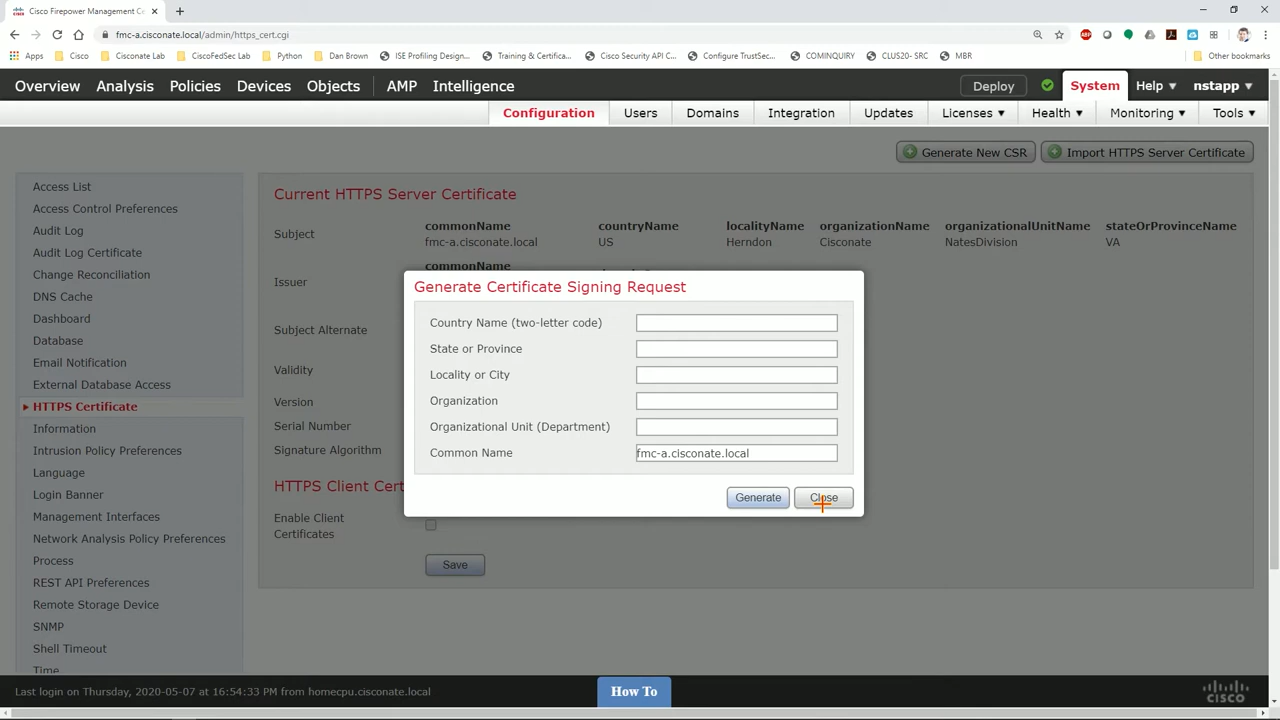 Cisco Firepower Management Ce
fmc-a.cisconate.local/admin/https_cert.cgi
Apps Cisco Cisconate Lab CiscoFedSec Lab Python Dan Brown ISE Profiling Design... Training & Certifica... Cisco Security API C... Configure TrustSec... COMINQUIRY CLUS20- SRC MBR Other bookmarks
Overview Analysis Policies Devices Objects AMP Intelligence Deploy System Help nstapp
Configuration Users Domains Integration Updates Licenses Health Monitoring Tools
Generate New CSR Import HTTPS Server Certificate
Access List
Access Control Preferences
Audit Log
Audit Log Certificate
Change Reconciliation
DNS Cache
Dashboard
Database
Email Notification
External Database Access
HTTPS Certificate
Information
Intrusion Policy Preferences
Language
Login Banner
Management Interfaces
Network Analysis Policy Preferences
Process
REST API Preferences
Remote Storage Device
SNMP
Shell Timeout
Time
Current HTTPS Server Certificate
Subject
commonName countryName localityName organizationName organizationalUnitName stateOrProvinceName
fmc-a.cisconate.local US Herndon Cisconate NatesDivision VA
Issuer
commonName
Subject Alternate
Validity
Version
Serial Number
Signature Algorithm
HTTPS Client Cert
Enable Client
Certificates
Save
Generate Certificate Signing Request
Country Name (two-letter code)
State or Province
Locality or City
Organization
Organizational Unit (Department)
Common Name fmc-a.cisconate.local
Generate Close
Last login on Thursday, 2020-05-07 at 16:54:33 PM from homecpu.cisconate.local
How To
CISCO